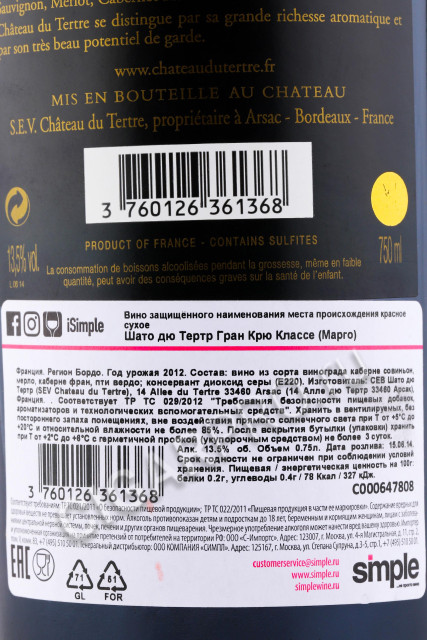 Sauvignon, Merlot, Cabernet
Château du Tertre se distingue par sa grande richesse aromatique et
par son très beau potentiel de garde.
www.chateaudutertre.fr
MIS EN BOUTEILLE AU CHATEAU
S.E.V. Château du Tertre, propriétaire à Arsac - Bordeaux - France
3 760126 361368
PRODUCT OF FRANCE - CONTAINS SULFITES
13,5% vol.
L 08 14
750 ml
La consommation de boissons alcoolisées pendant la grossesse, même en faible
quantité, peut avoir des conséquences graves sur la santé de l'enfant.
iSimple
Вино защищенного наименования места происхождения красное
сухое
Шато дю Тертр Гран Крю Классе (Марго)
Франция. Регион Бордо. Год урожая 2012. Состав: вино из сорта винограда каберне совиньон,
мерло, каберне фран, пти вердо; консервант диоксид серы (Е220). Изготовитель: СЕВ Шато дю
Тертр (SEV Chateau du Tertre), 14 Allee du Tertre 33460 Arsac (14 Алле дю Тертр 33460 Арсак),
Франция. . Соответствует ТР ТС 029/2012 "Требования безопасности пищевых добавок,
ароматизаторов и технологических вспомогательных средств". Хранить в вентилируемых, без
постороннего запаха помещения, вне воздействия прямого солнечного света при Т от +5°С до
+20°С и относительной влажности не более 85%. После вскрытия бутылки (упаковки) хранить
при Т от +2°С до +6°С с герметичной пробкой (укупорочным средством) не более 3 суток.
Алк. 13.5% об. Объем 0.75л. Дата розлива: 15.08.14.
Срок годности не ограничен при соблюдении условий
хранения. Пищевая / энергетическая ценность на 100г:
белки 0.2г, углеводы 0.4г / 78 Ккал / 327 кДж.
3 760126 361368
С000647808
EAC
71
GL
81
FOR
customerservice@simple.ru
www.simple.ru
simplewine.ru
simple